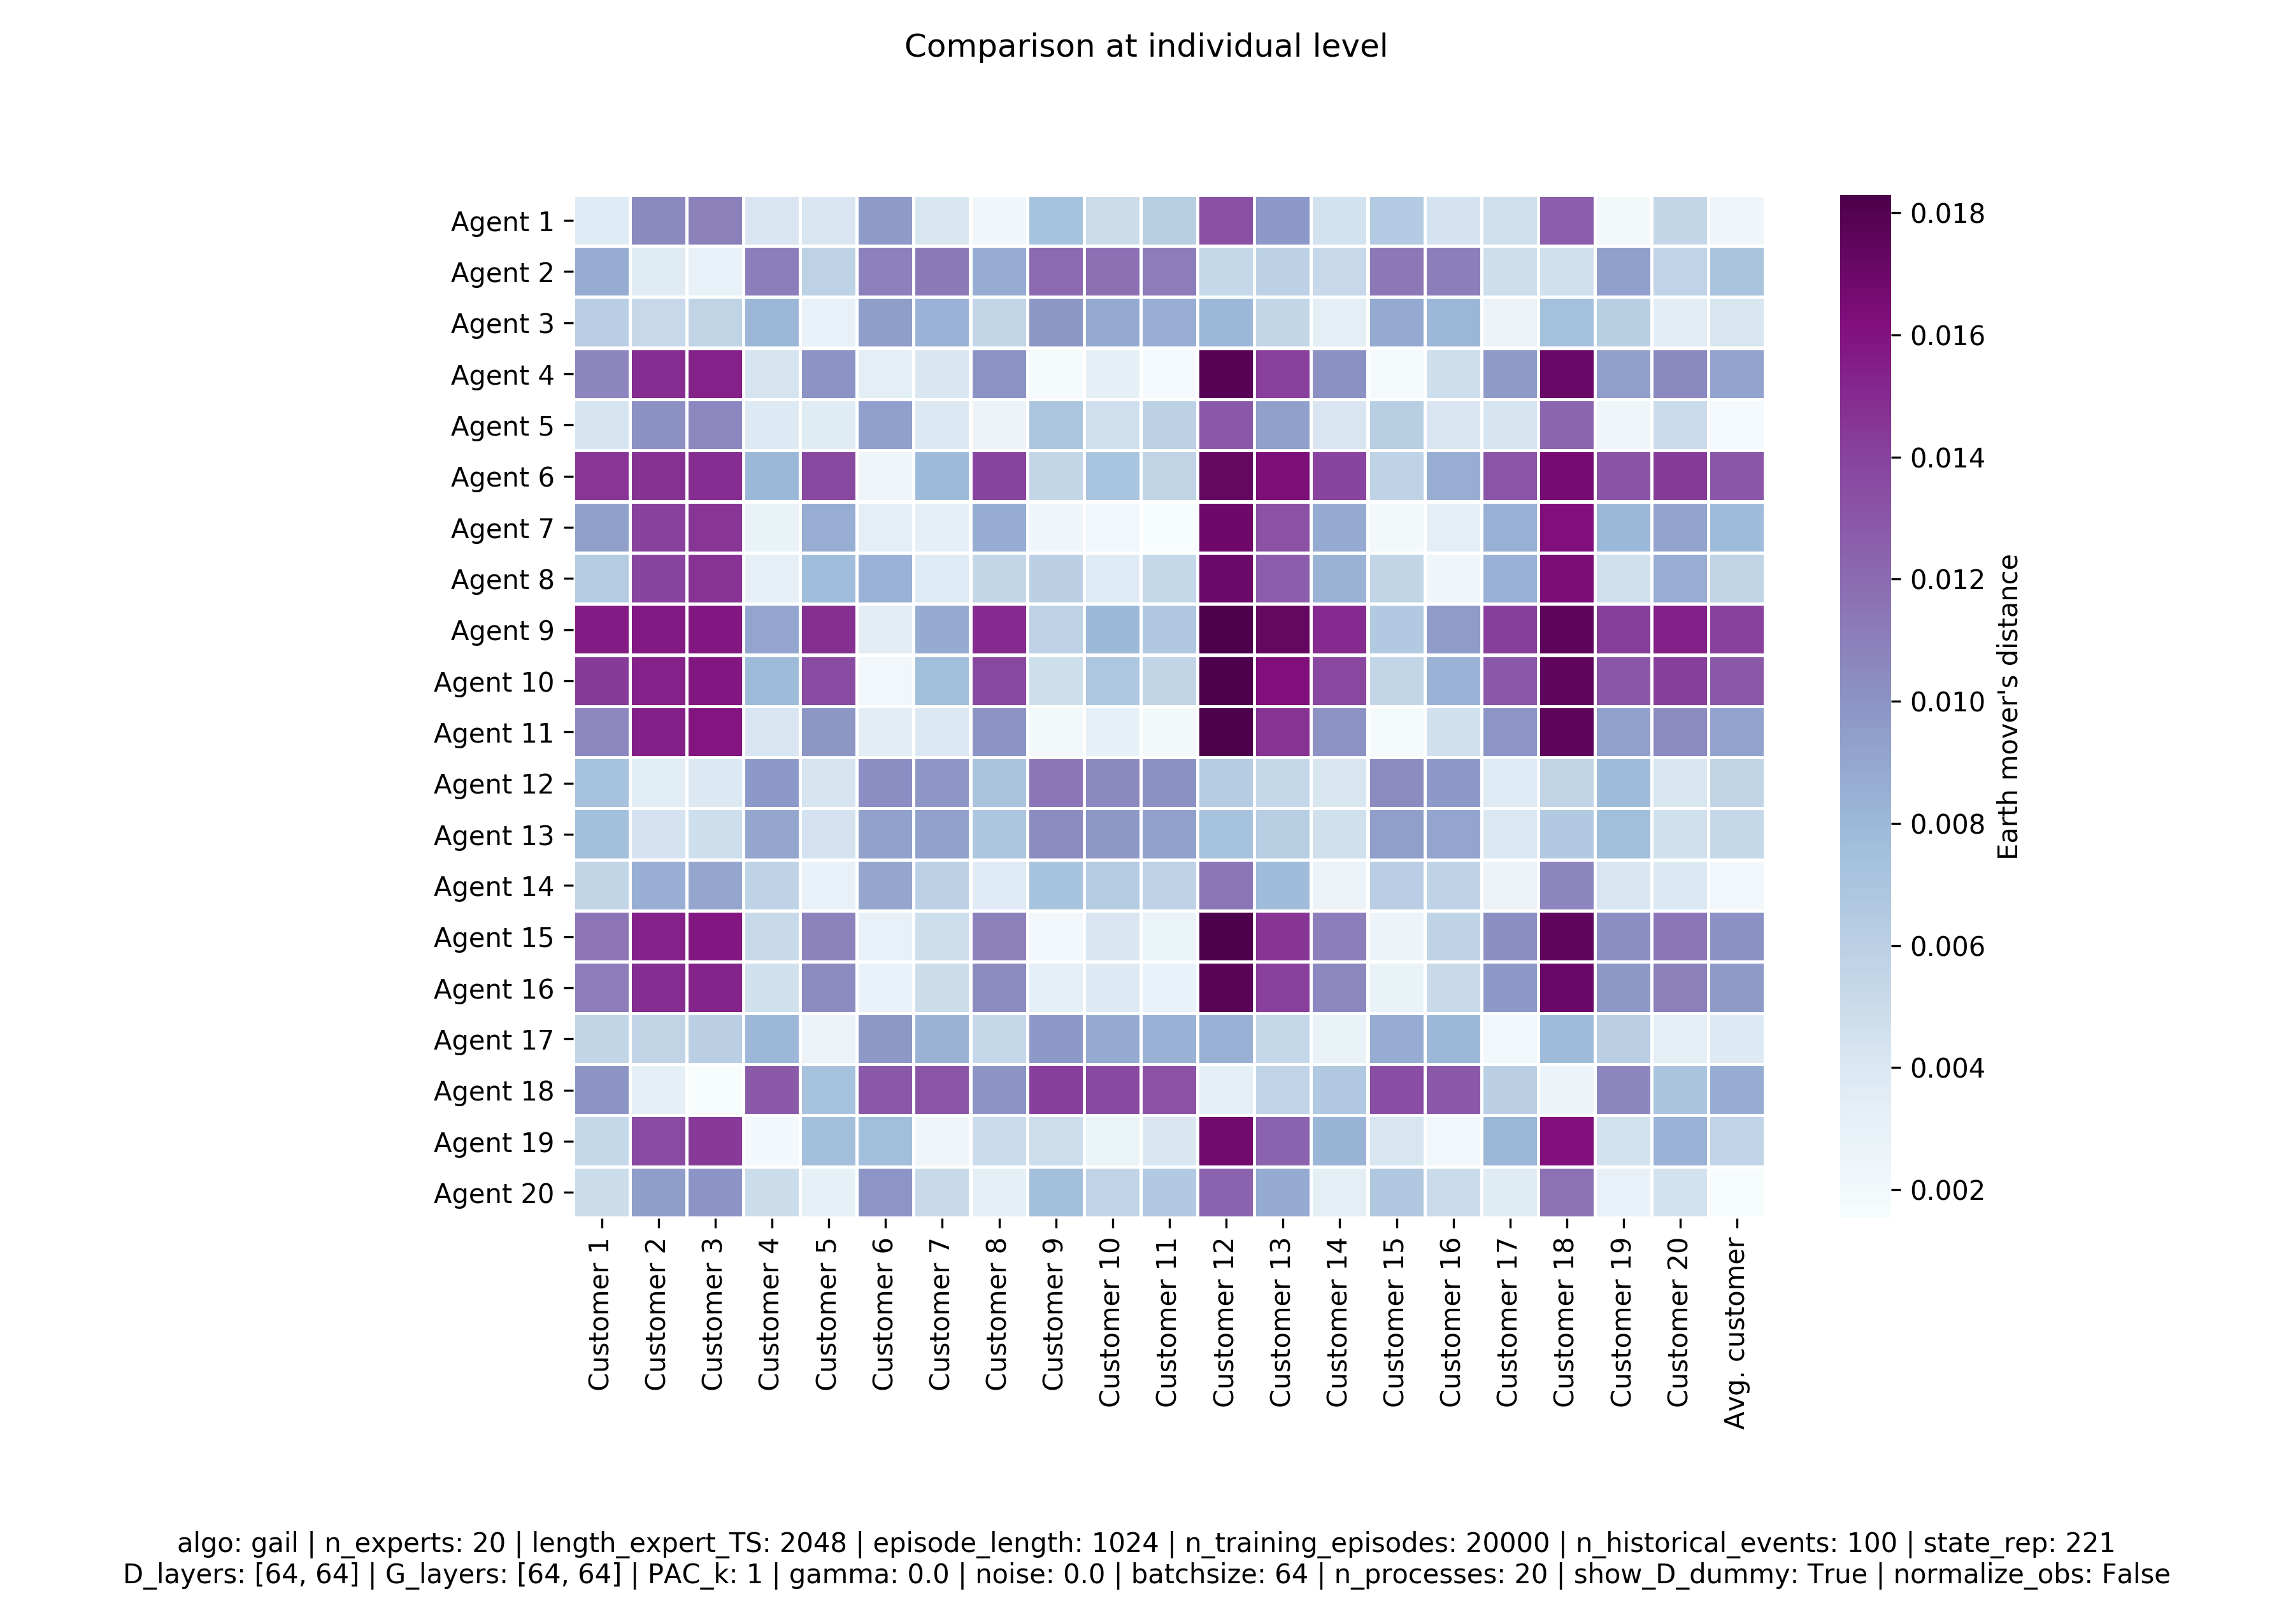 Comparison at individual level
Agent 1
Agent 2
Agent 3
Agent 4
Agent 5
Agent 6
Agent 7
Agent 8
Agent 9
Agent 10
Agent 11
Agent 12
Agent 13
Agent 14
Agent 15
Agent 16
Agent 17
Agent 18
Agent 19
Agent 20
Customer 1
Customer 2
Customer 3
Customer 4
Customer 5
Customer 6
Customer 7
Customer 8
Customer 9
Customer 10
Customer 11
Customer 12
Customer 13
Customer 14
Customer 15
Customer 16
Customer 17
Customer 18
Customer 19
Customer 20
Avg. customer
0.018
0.016
0.014
0.012
0.010
0.008
0.006
0.004
0.002
Earth mover's distance
algo: gail | n_experts: 20 | length_expert_TS: 2048 | episode_length: 1024 | n_training_episodes: 20000 | n_historical_events: 100 | state_rep: 221
D_layers: [64, 64] | G_layers: [64, 64] | PAC_k: 1 | gamma: 0.0 | noise: 0.0 | batchsize: 64 | n_processes: 20 | show_D_dummy: True | normalize_obs: False